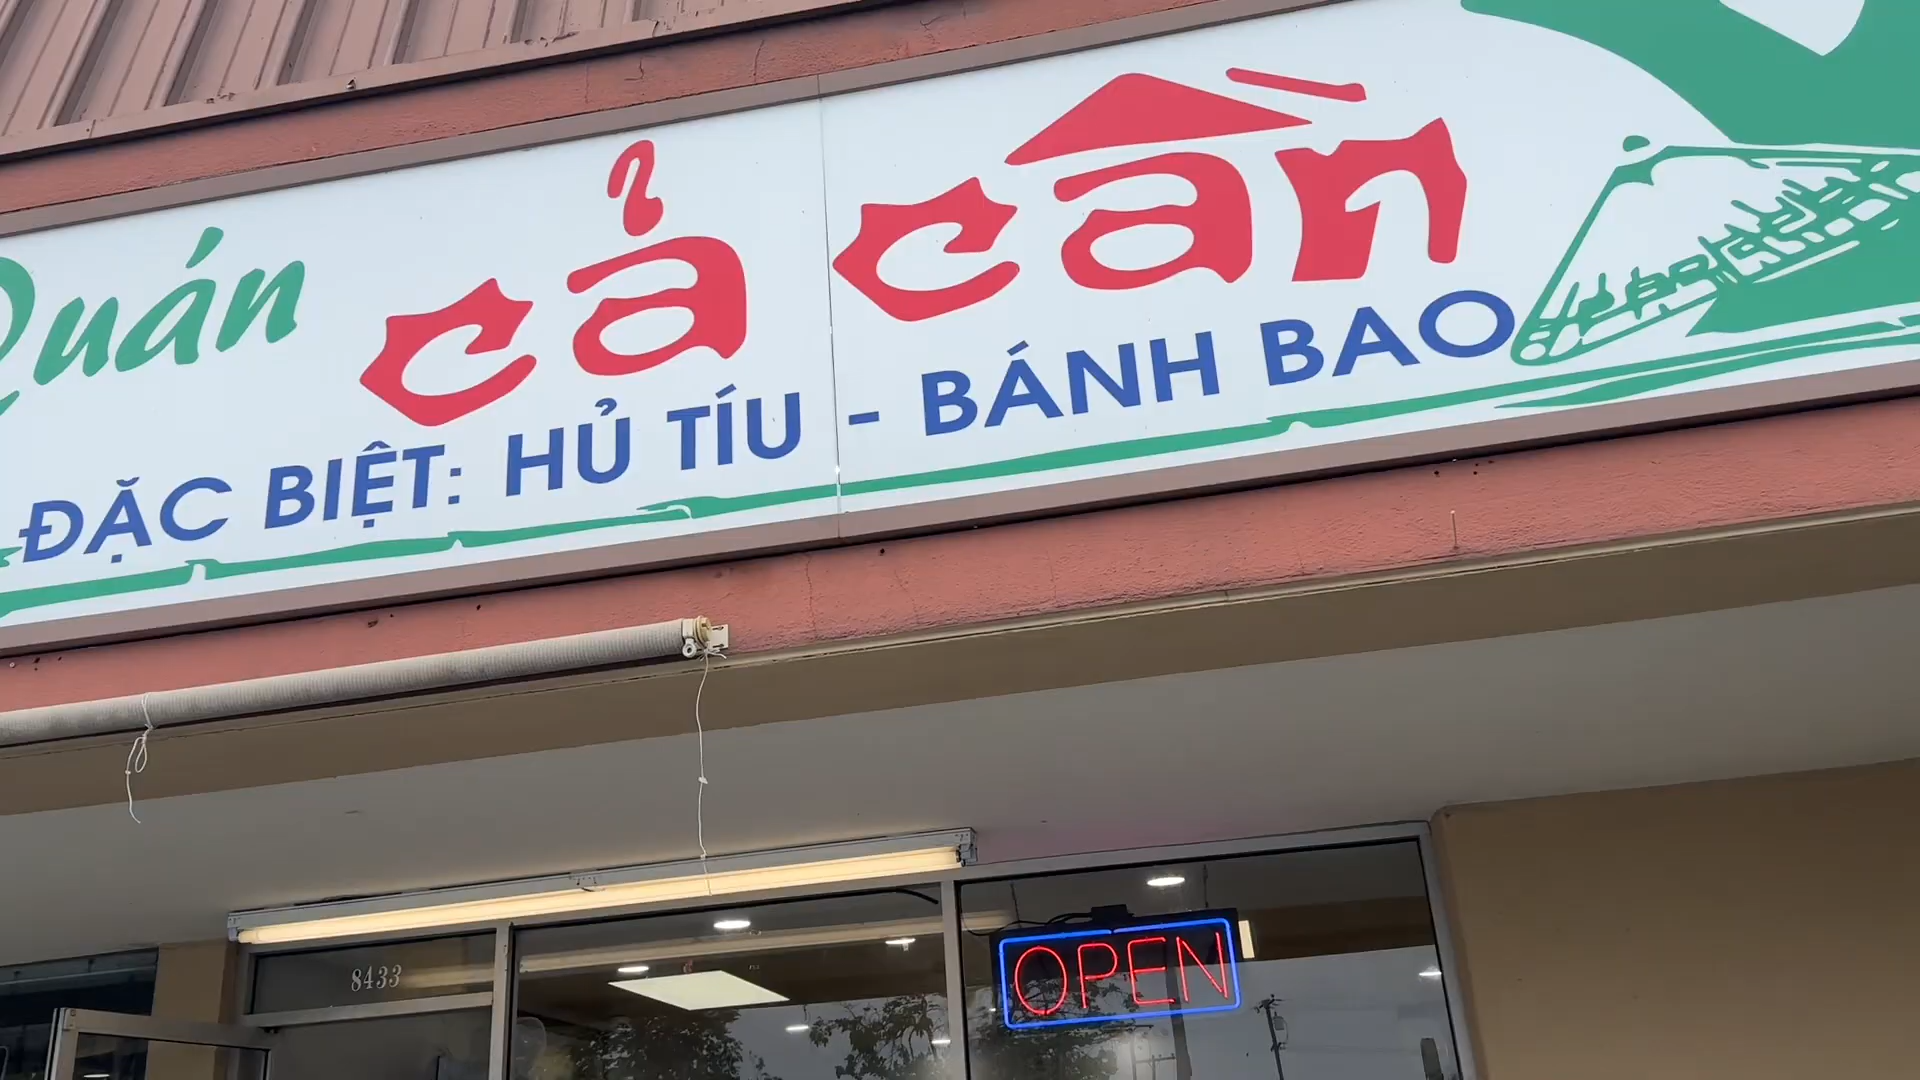 Quán cả cần
ĐẶC BIỆT: HỦ TÍU - BÁNH BAO
8433
OPEN